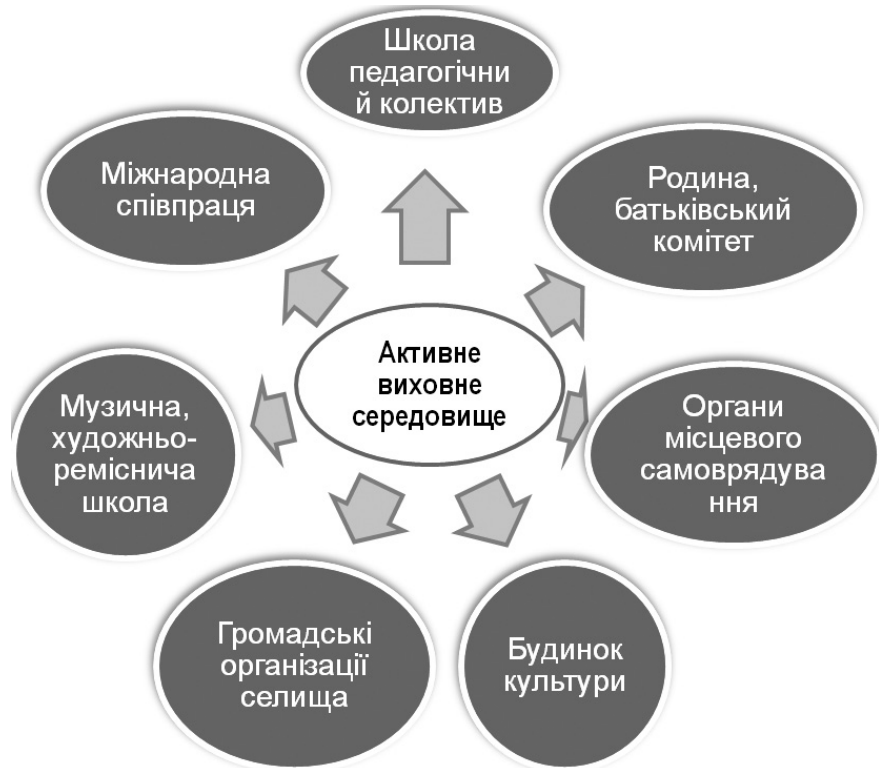 Школа
педагогічни
й колектив
Міжнародна
співпраця
Родина,
батьківський
комітет
Активне
виховне
середовище
Музична,
художньо-
реміснича
школа
Органи
місцевого
самоврядува
ння
Громадські
організації
селища
Будинок
культури